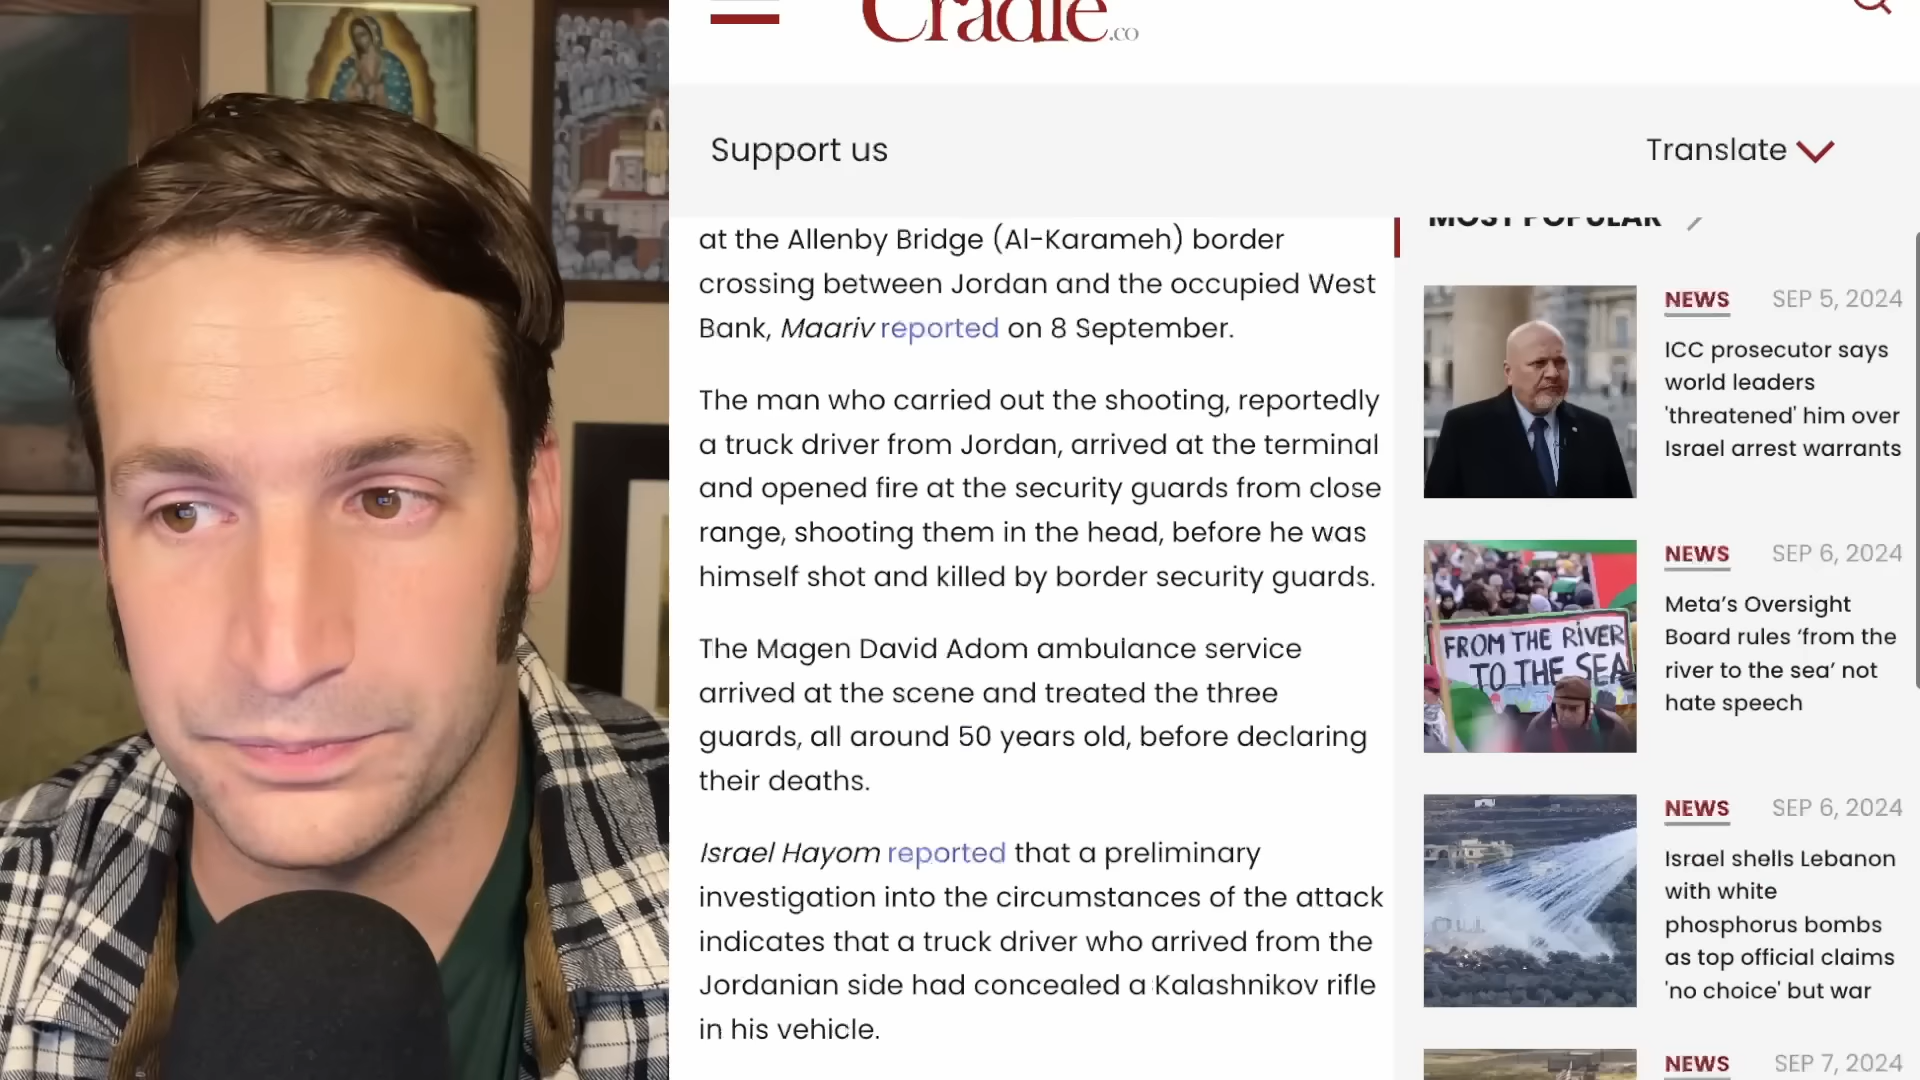 Cradle.co
Support us
Translate
at the Allenby Bridge (Al-Karameh) border
crossing between Jordan and the occupied West
Bank, Maariv reported on 8 September.
The man who carried out the shooting, reportedly
a truck driver from Jordan, arrived at the terminal
and opened fire at the security guards from close
range, shooting them in the head, before he was
himself shot and killed by border security guards.
The Magen David Adom ambulance service
arrived at the scene and treated the three
guards, all around 50 years old, before declaring
their deaths.
Israel Hayom reported that a preliminary
investigation into the circumstances of the attack
indicates that a truck driver who arrived from the
Jordanian side had concealed a Kalashnikov rifle
in his vehicle.
MOST POPULAR
NEWS SEP 5, 2024
ICC prosecutor says
world leaders
'threatened' him over
Israel arrest warrants
FROM THE RIVER
TO THE SEA
NEWS SEP 6, 2024
Meta’s Oversight
Board rules ‘from the
river to the sea’ not
hate speech
NEWS SEP 6, 2024
Israel shells Lebanon
with white
phosphorus bombs
as top official claims
'no choice' but war
NEWS SEP 7, 2024